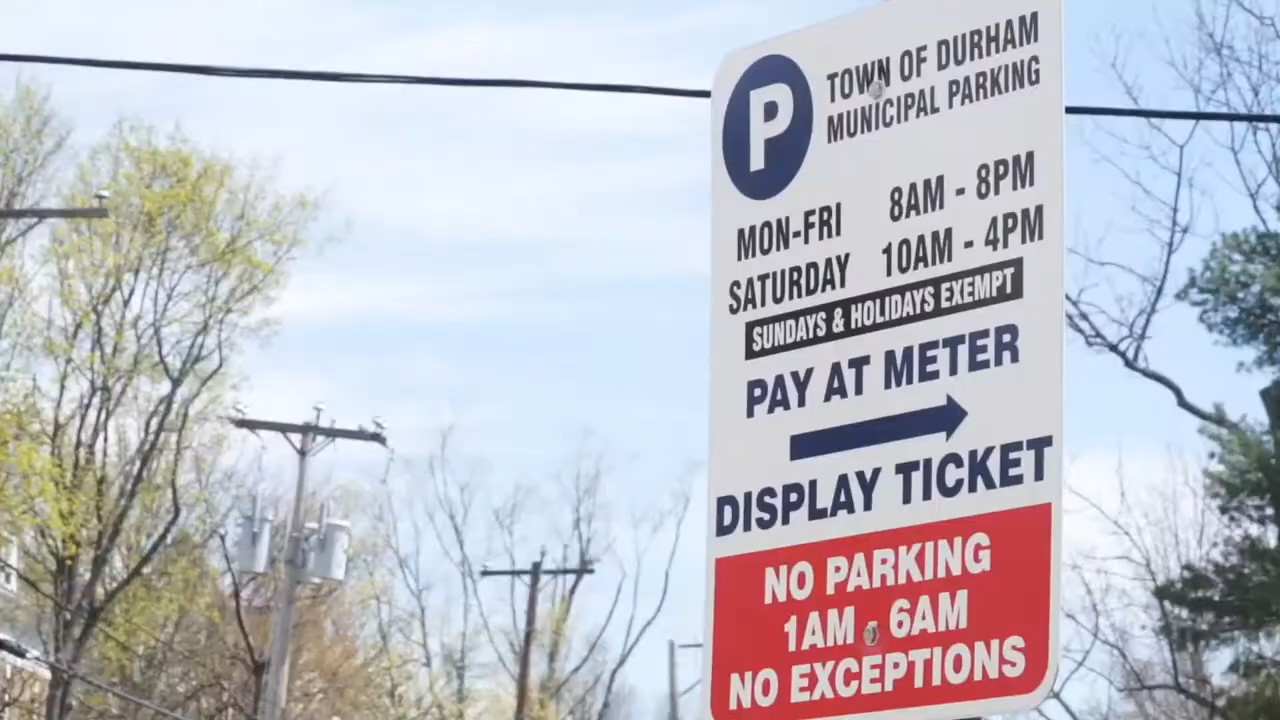 P
TOWN OF DURHAM
MUNICIPAL PARKING
MON-FRI 8AM - 8PM
SATURDAY 10AM - 4PM
SUNDAYS & HOLIDAYS EXEMPT
PAY AT METER
DISPLAY TICKET
NO PARKING
1AM - 6AM
NO EXCEPTIONS